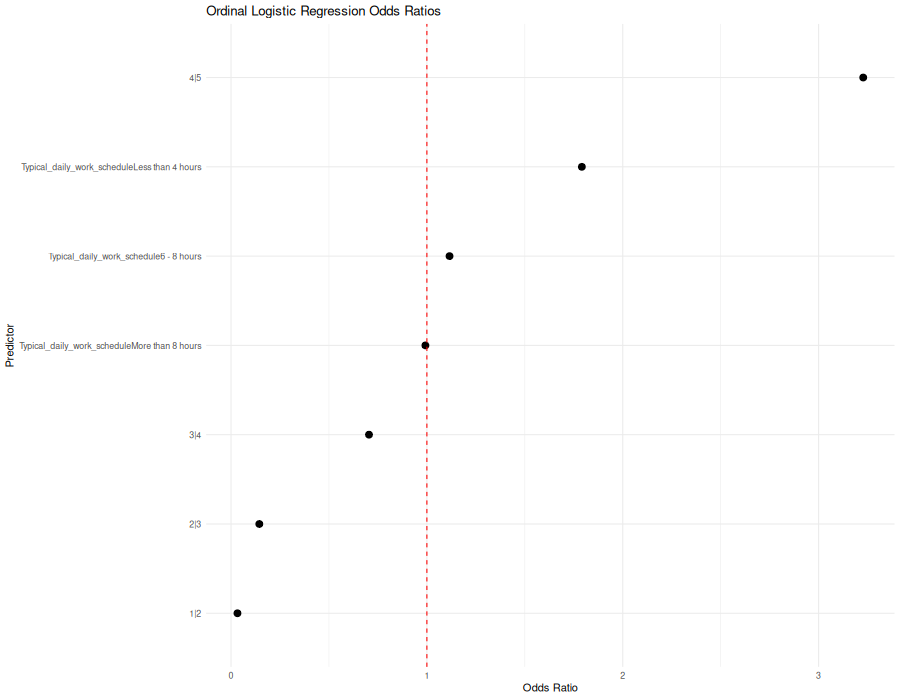 Ordinal Logistic Regression Odds Ratios
4|5
Typical_daily_work_scheduleLess than 4 hours
Typical_daily_work_schedule6 - 8 hours
Typical_daily_work_scheduleMore than 8 hours
3|4
2|3
1|2
Predictor
0 1 2 3
Odds Ratio